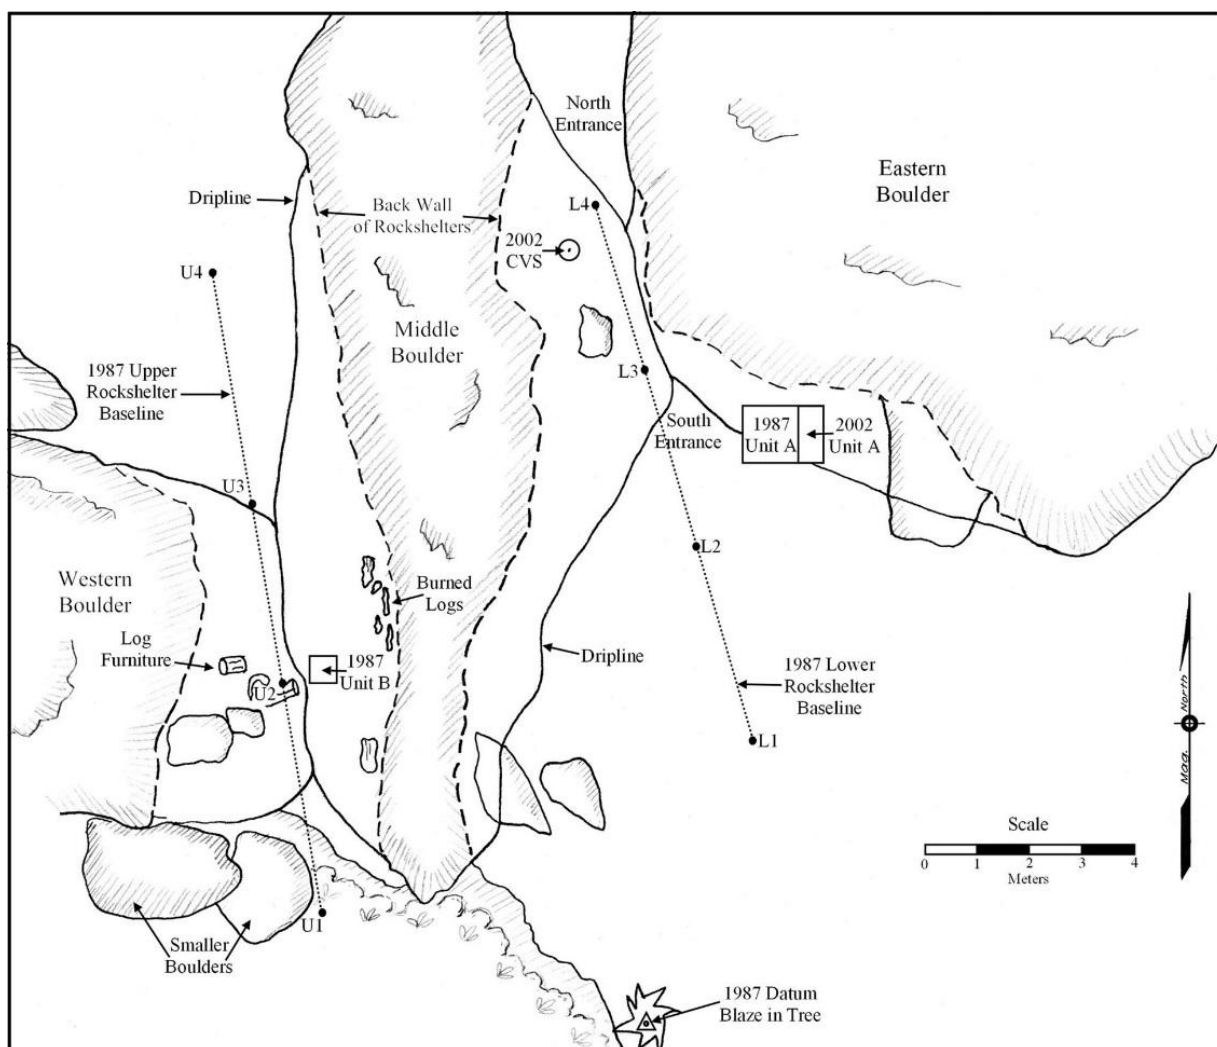 North
Entrance
Eastern
Boulder
Dripline
Back Wall
of Rockshelters
L4
2002
CVS
U4
Middle
Boulder
1987 Upper
Rockshelter
Baseline
L3
South
Entrance
1987
Unit A
2002
Unit A
U3
L2
Western
Boulder
Burned
Logs
Log
Furniture
1987
Unit B
U2
Dripline
1987 Lower
Rockshelter
Baseline
L1
Mag. North
Scale
0 1 2 3 4
Meters
U1
Smaller
Boulders
1987 Datum
Blaze in Tree